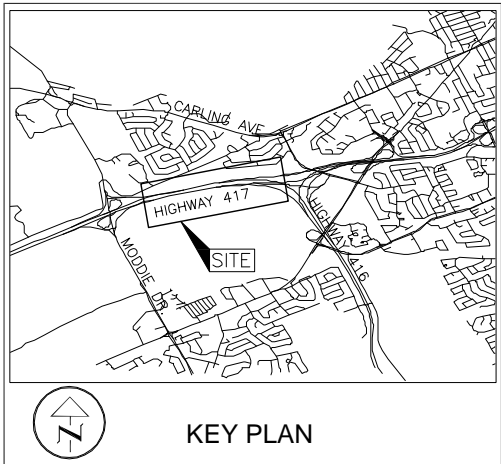 CARLING AVE
HIGHWAY 417
HIGHWAY 416
MODDIE DR.
SITE
N
KEY PLAN